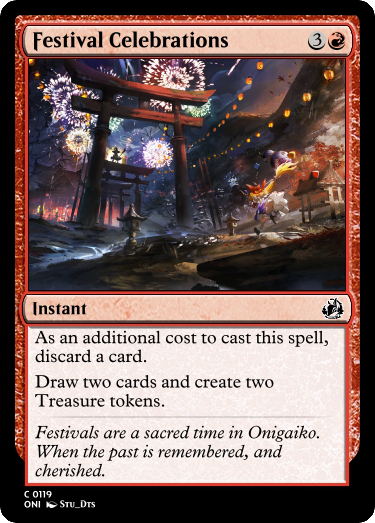 Festival Celebrations 3
Instant
As an additional cost to cast this spell,
discard a card.
Draw two cards and create two
Treasure tokens.
Festivals are a sacred time in Onigaiko.
When the past is remembered, and
cherished.
C 0119
ONI Stu_Dts